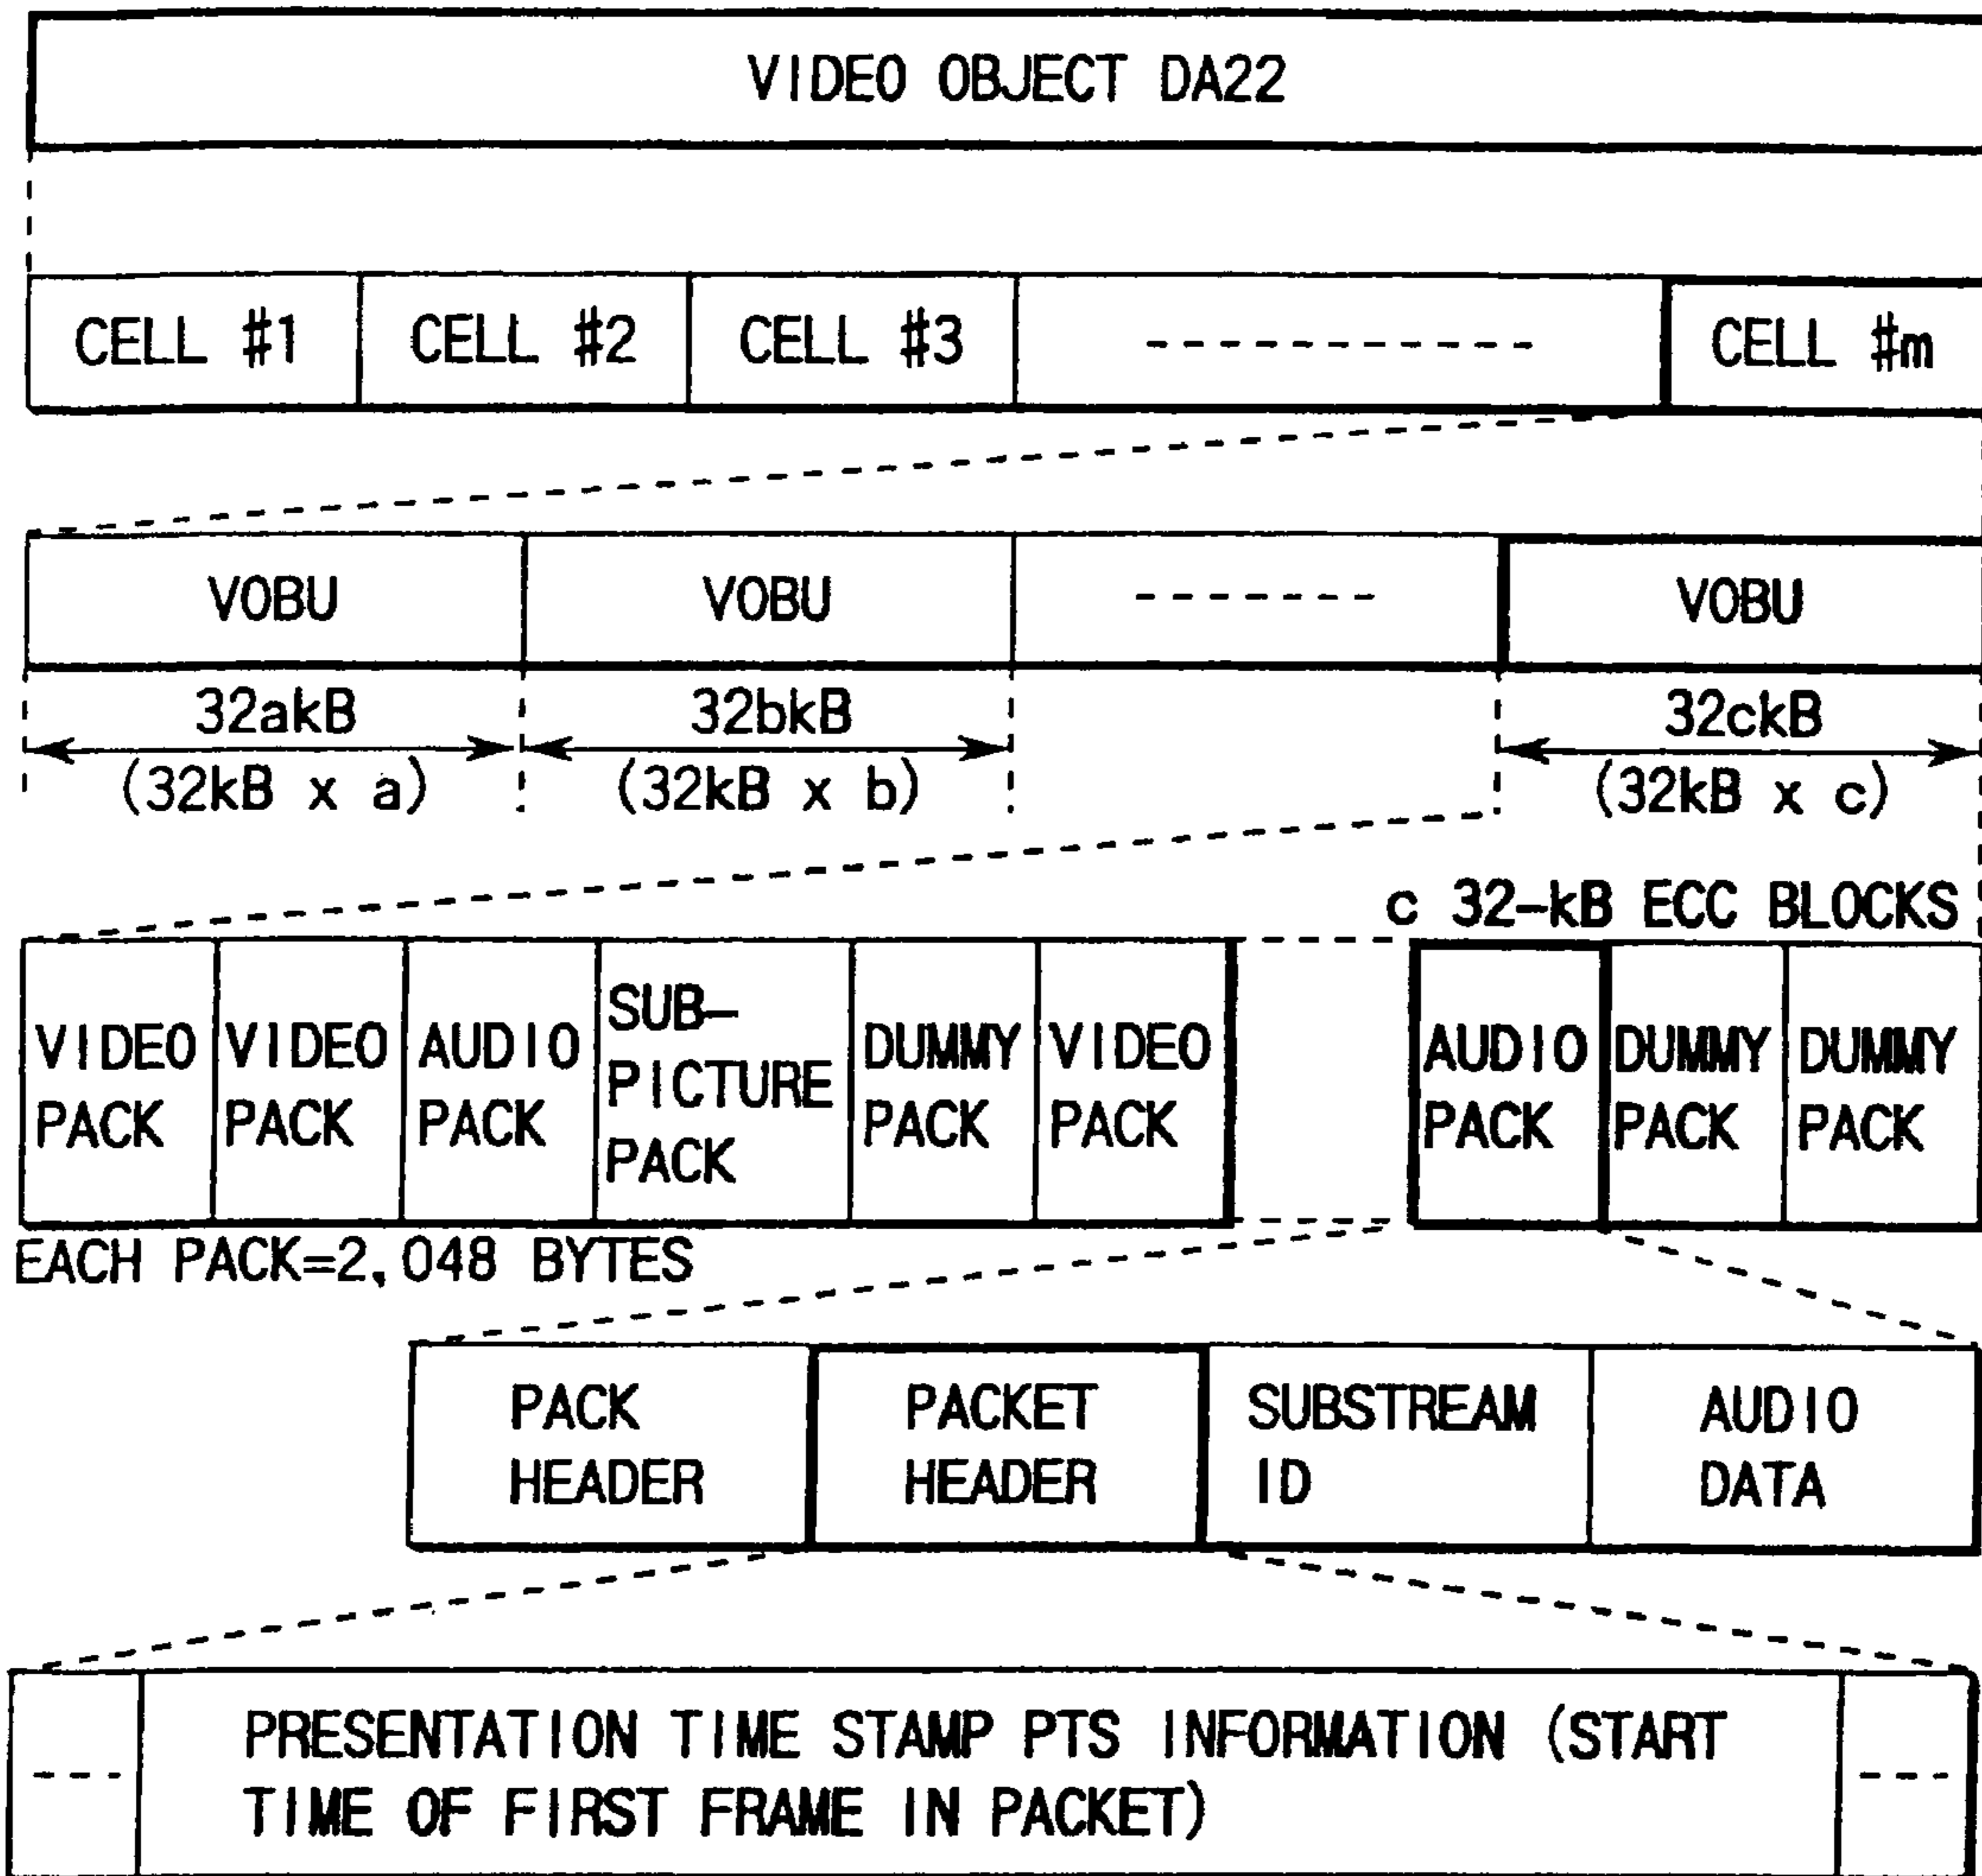 VIDEO OBJECT DA22
CELL #1 CELL #2 CELL #3 ------------- CELL #m
VOBU VOBU ------- VOBU
32akB 32bkB 32ckB
(32kB x a) (32kB x b) (32kB x c)
c 32-kB ECC BLOCKS
VIDEO PACK
VIDEO PACK
AUDIO PACK
SUB-
PICTURE
PACK
DUMMY PACK
VIDEO PACK
AUDIO PACK
DUMMY PACK
DUMMY PACK
EACH PACK=2,048 BYTES
PACK
HEADER
PACKET
HEADER
SUBSTREAM
ID
AUDIO
DATA
--- PRESENTATION TIME STAMP PTS INFORMATION (START ---
TIME OF FIRST FRAME IN PACKET)